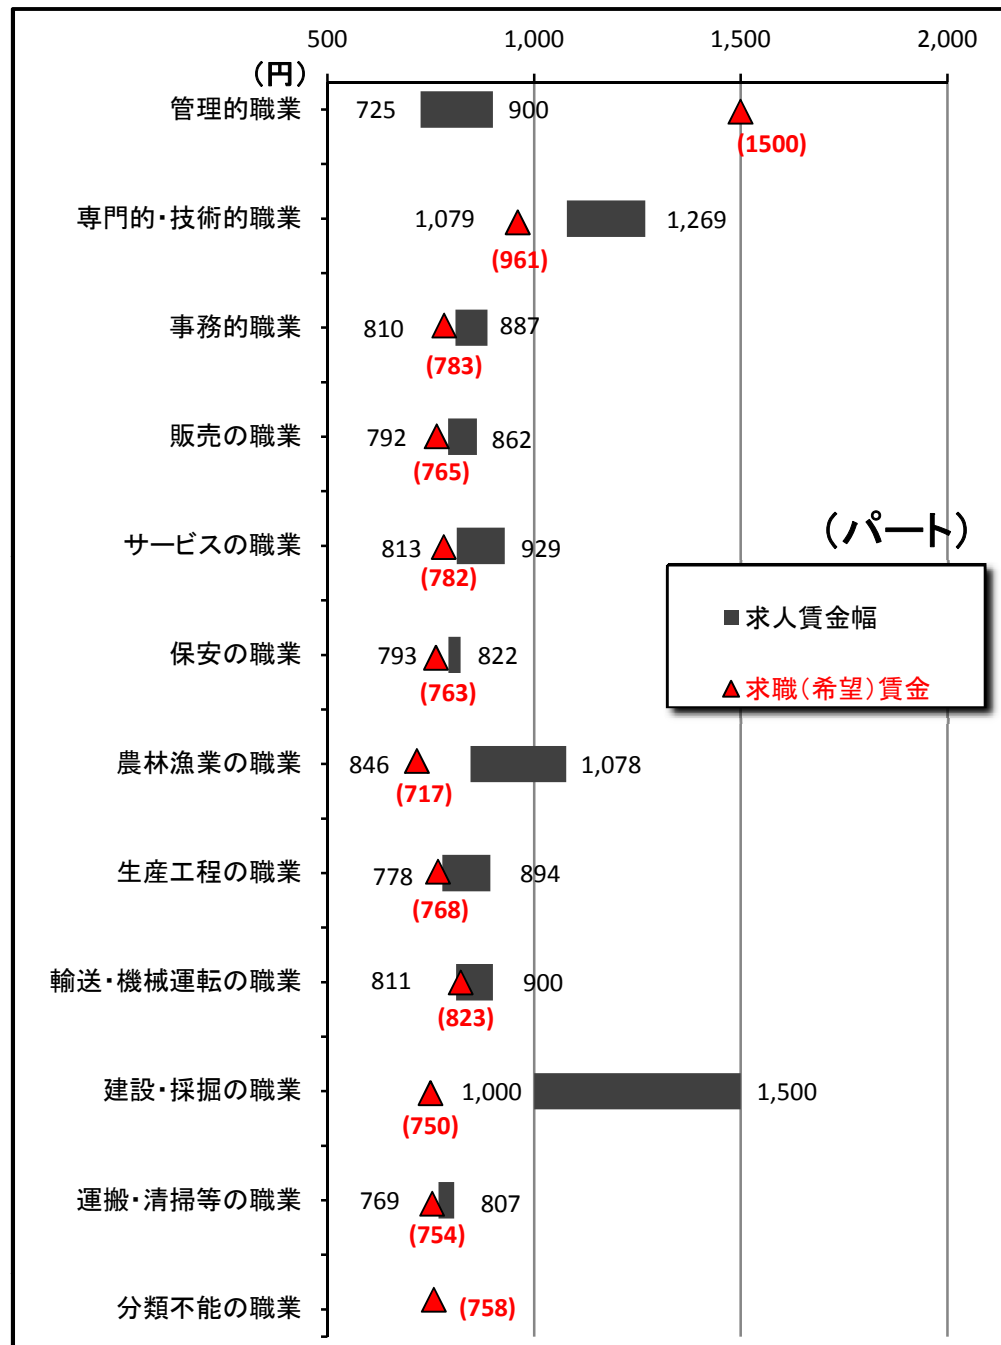 500 1,000 1,500 2,000
（円）
管理的職業 725 900
(1500)
専門的・技術的職業 1,079 1,269
(961)
事務的職業 810 887
(783)
販売の職業 792 862
(765)
（パート）
サービスの職業 813 929
(782)
■求人賃金幅
保安の職業 793 822
(763)
▲求職（希望）賃金
農林漁業の職業 846 1,078
(717)
生産工程の職業 778 894
(768)
輸送・機械運転の職業 811 900
(823)
建設・採掘の職業 1,000 1,500
(750)
運搬・清掃等の職業 769 807
(754)
分類不能の職業 (758)